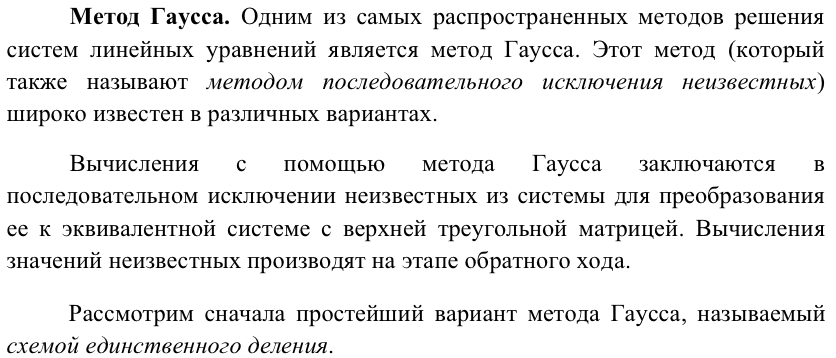 Метод Гаусса. Одним из самых распространенных методов решения
систем линейных уравнений является метод Гаусса. Этот метод (который
также называют методом последовательного исключения неизвестных)
широко известен в различных вариантах.
Вычисления с помощью метода Гаусса заключаются в
последовательном исключении неизвестных из системы для преобразования
ее к эквивалентной системе с верхней треугольной матрицей. Вычисления
значений неизвестных производят на этапе обратного хода.
Рассмотрим сначала простейший вариант метода Гаусса, называемый
схемой единственного деления.